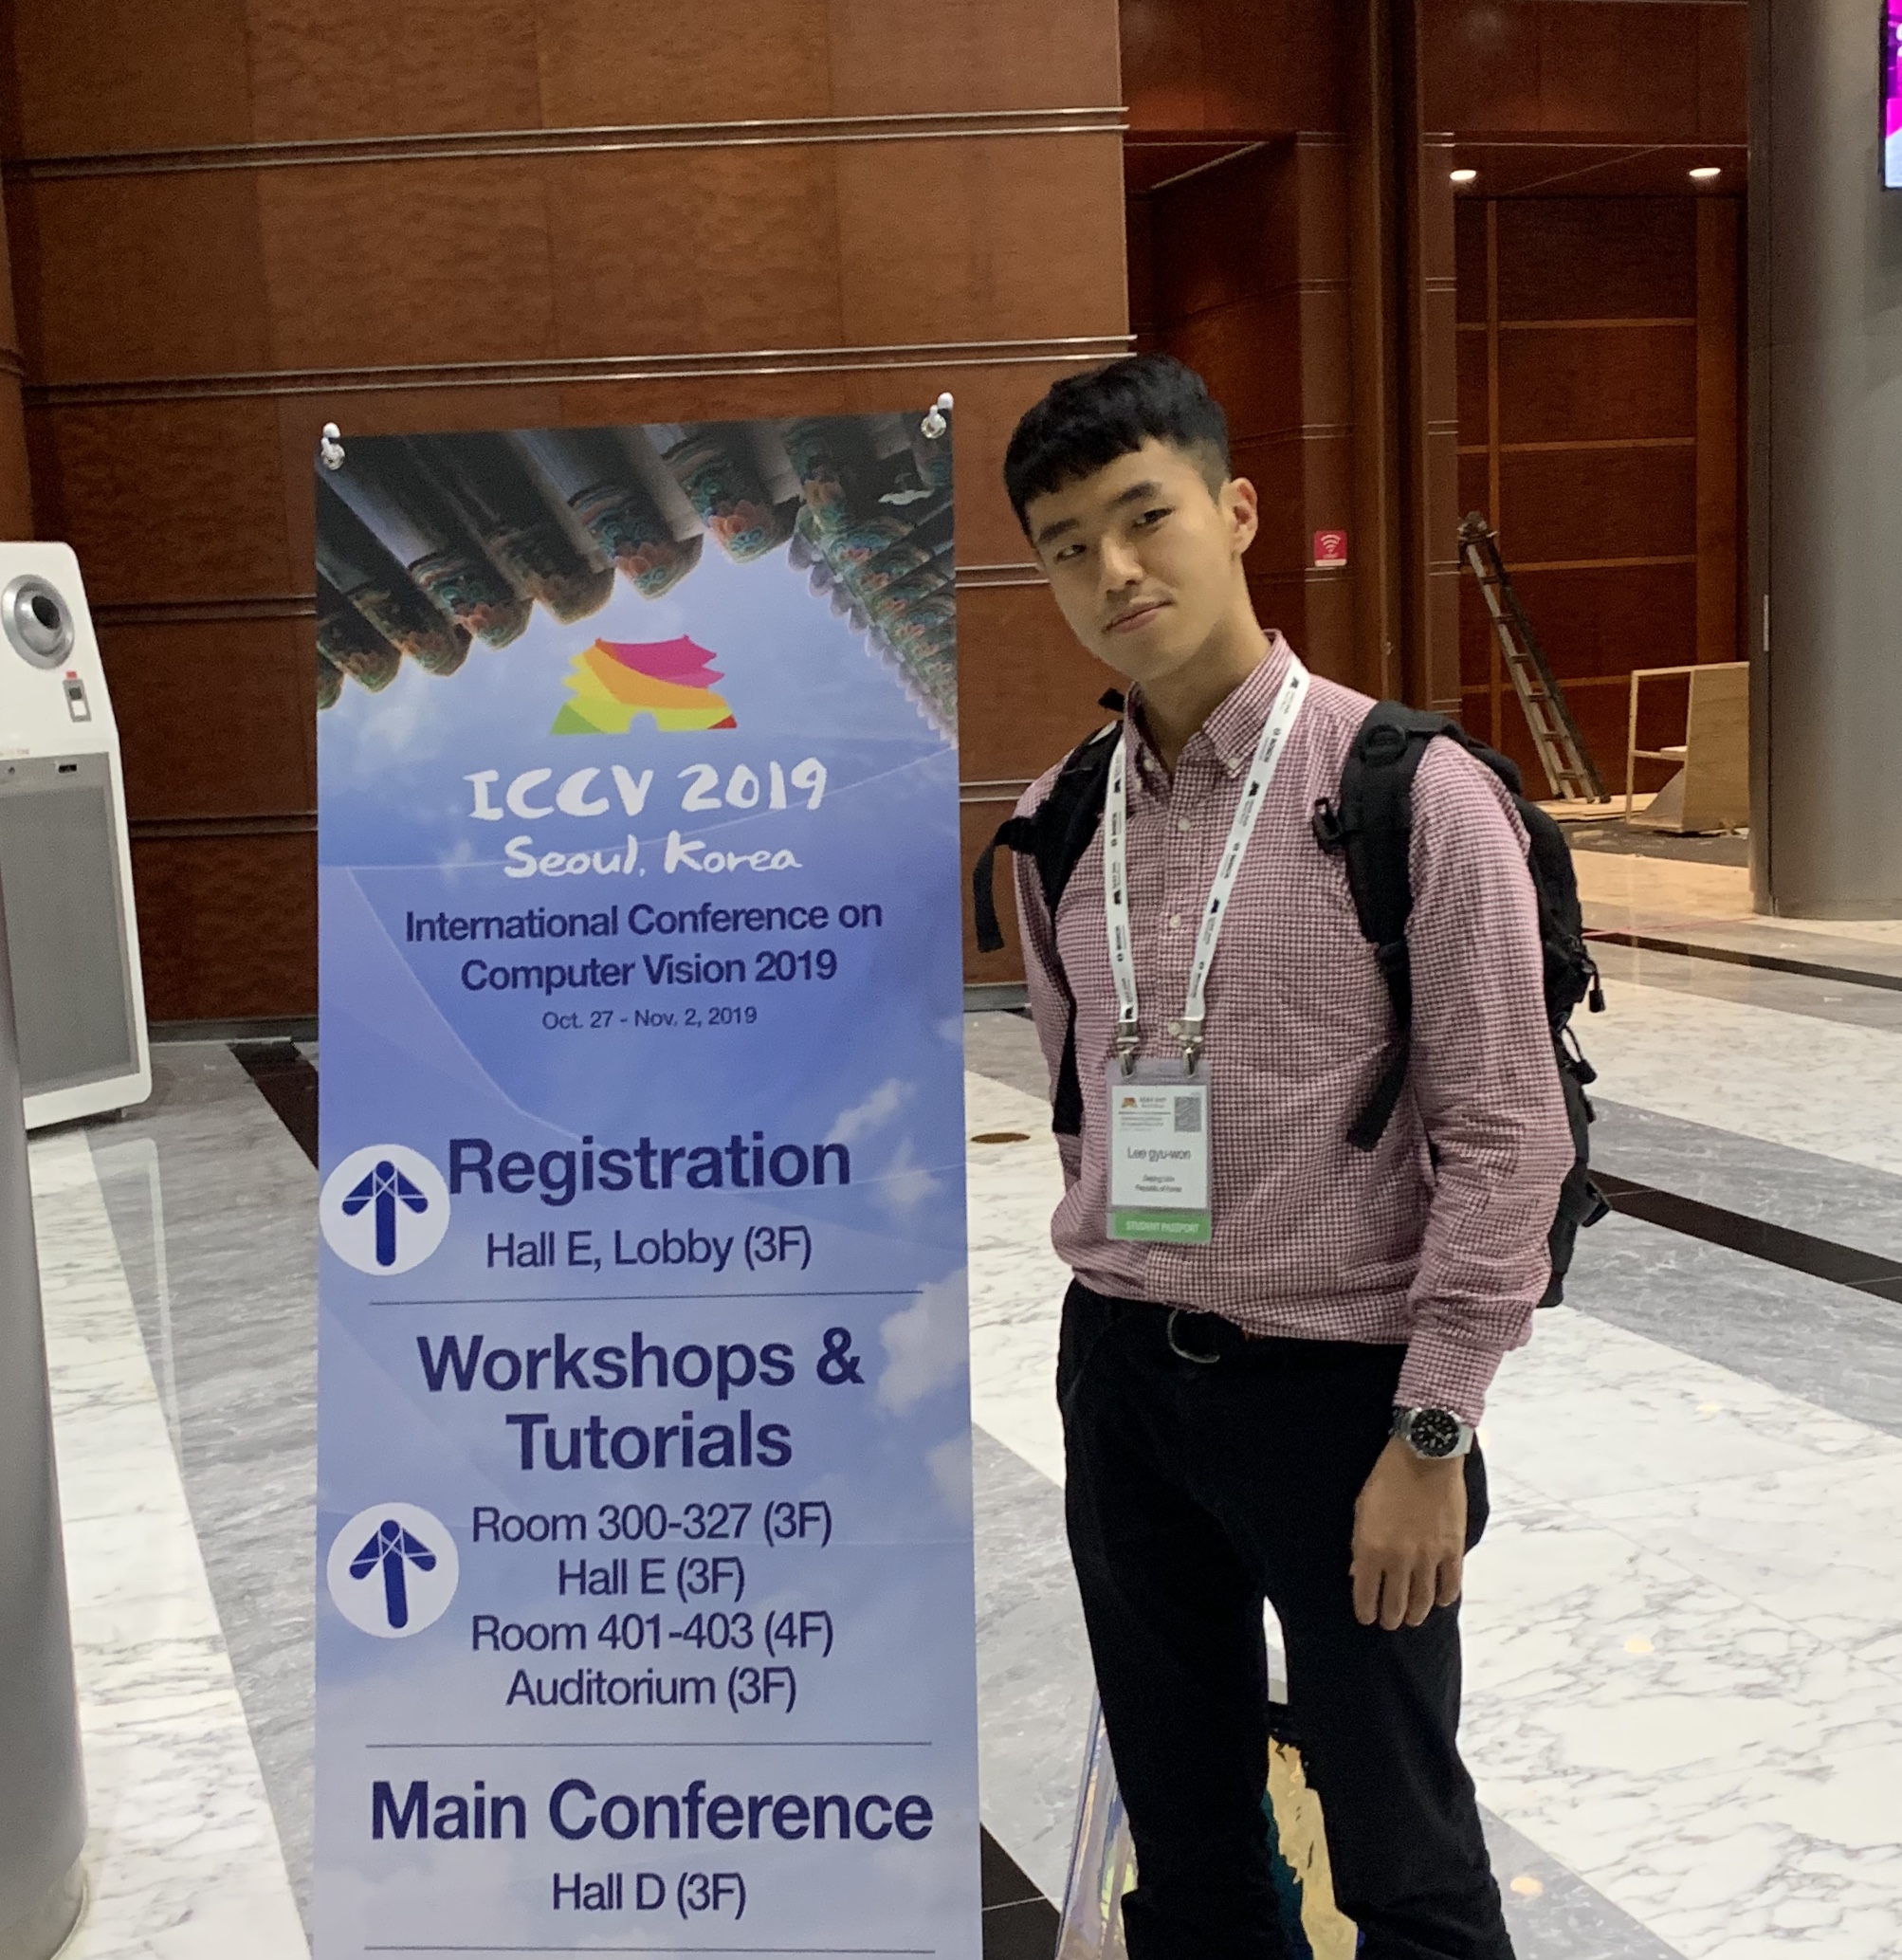 ICCV 2019
Seoul, Korea
International Conference on
Computer Vision 2019
Oct. 27 - Nov. 2, 2019
Registration
Hall E, Lobby (3F)
Workshops &
Tutorials
Room 300-327 (3F)
Hall E (3F)
Room 401-403 (4F)
Auditorium (3F)
Main Conference
Hall D (3F)
Lee gyu-won
Republic of Korea
STUDENT PASSPORT